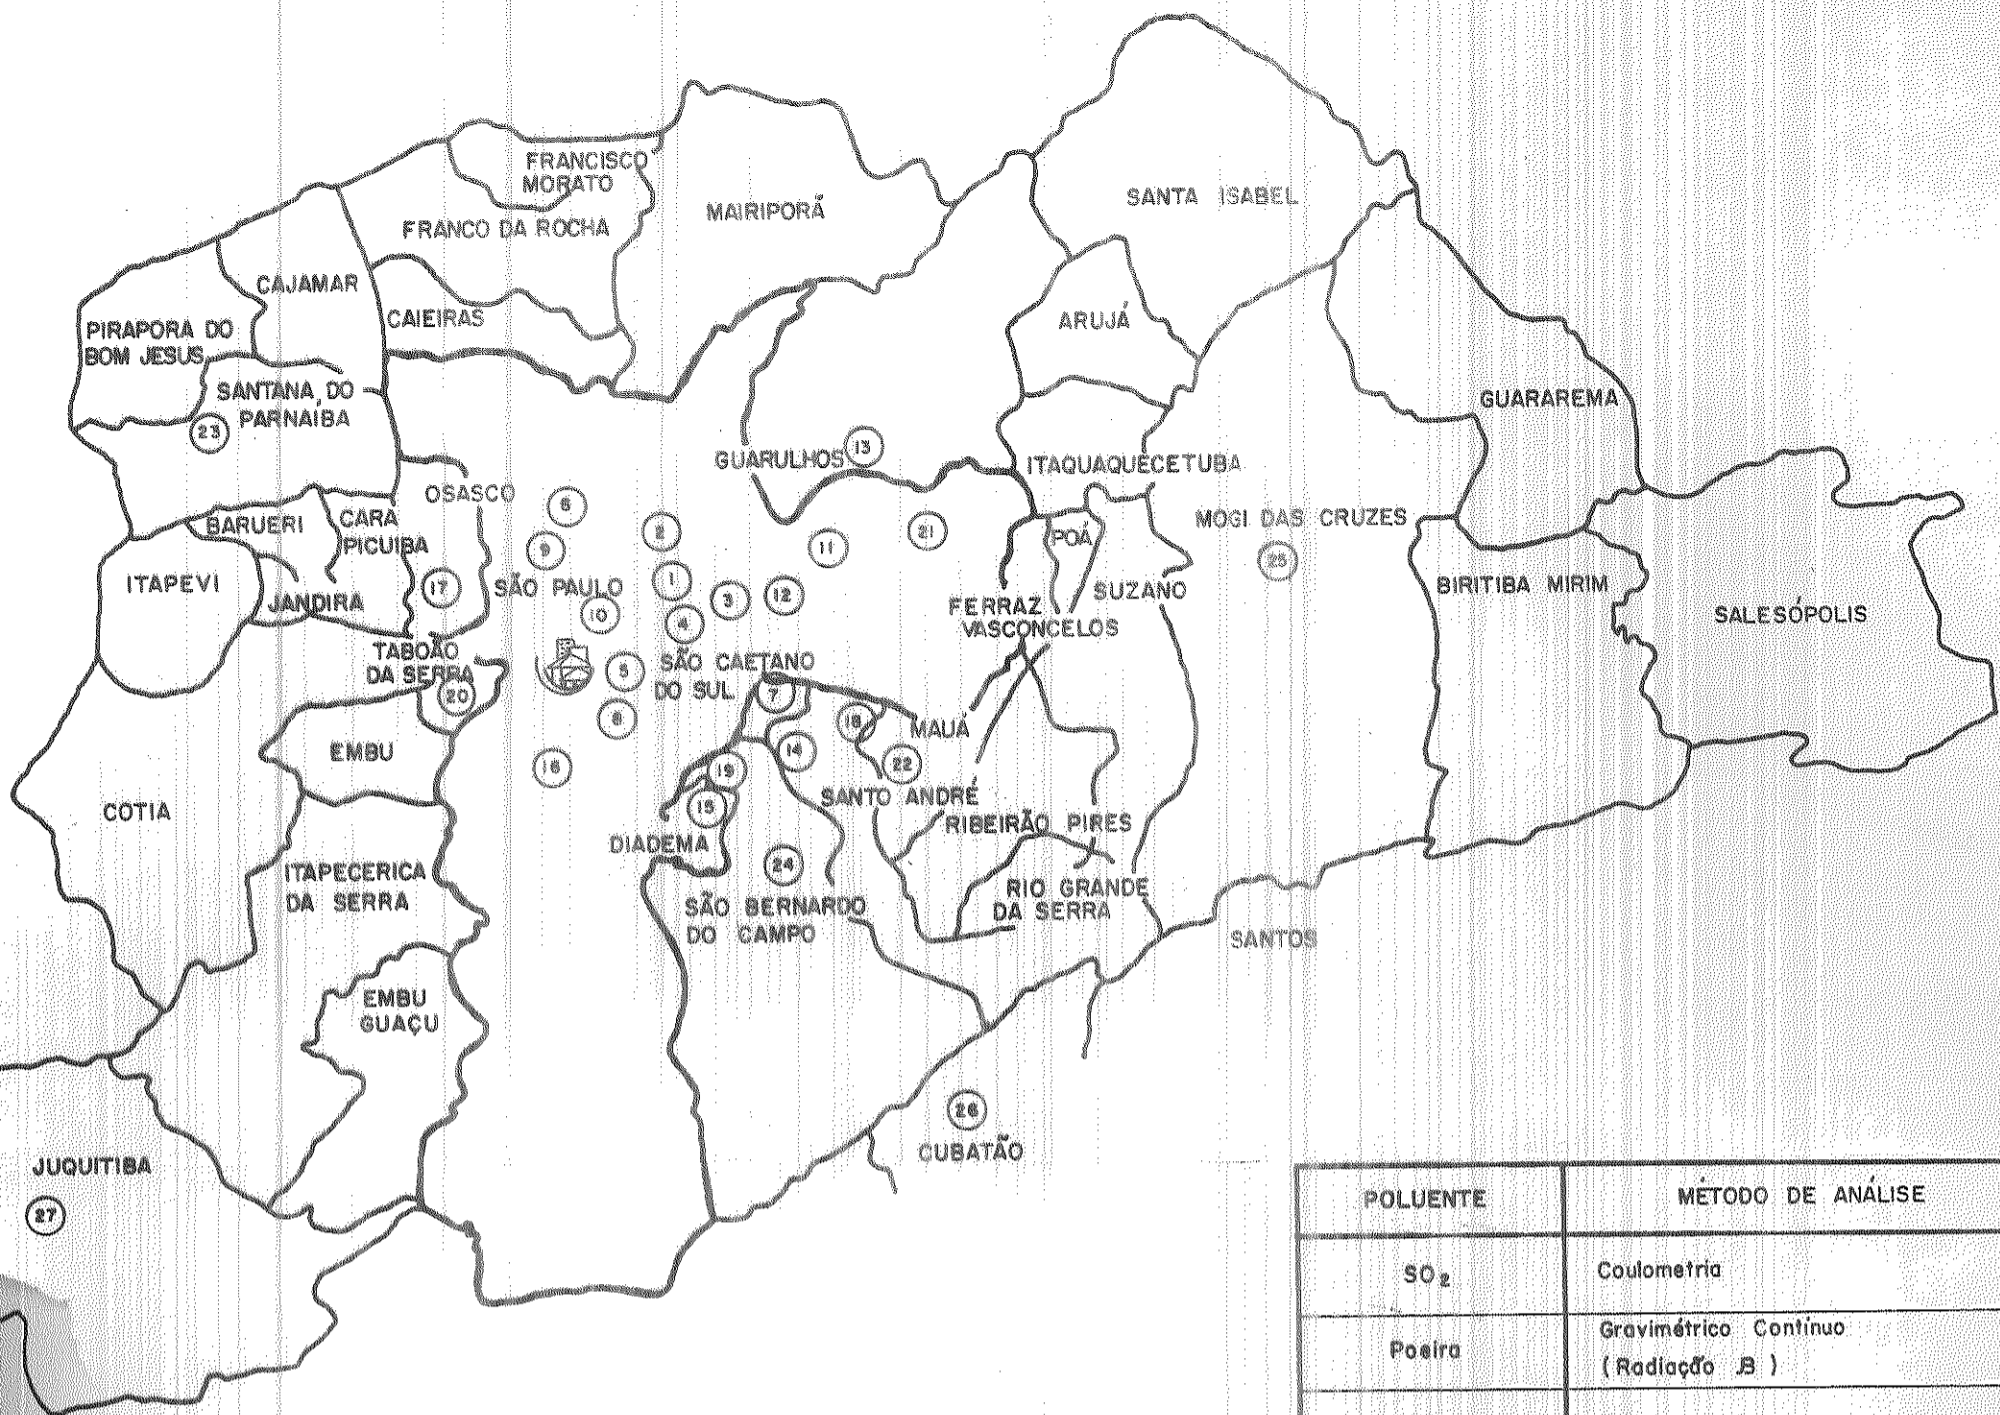 FRANCISCO
MORATO
SANTA ISABEL
MAIRIPORÁ
FRANCO DA ROCHA
CAJAMAR
CAIEIRAS
ARUJÁ
PIRAPORA DO
BOM JESUS
SANTANA DO
PARNAIBA
23
GUARAREMA
GUARULHOS
13
ITAQUAQUECETUBA
OSASCO
6
BARUERI
CARA
PICUIBA
2
21
11
MOGI DAS CRUZES
25
POÁ
9
ITAPEVI
17
SÃO PAULO
1
3
12
SUZANO
BIRITIBA MIRIM
JANDIRA
10
4
FERRAZ
VASCONCELOS
SALESÓPOLIS
TABOÃO
DA SERRA
20
5
SÃO CAETANO
DO SUL
7
8
18
MAUÁ
EMBU
16
14
19
22
COTIA
15
SANTO ANDRÉ
RIBEIRÃO PIRES
DIADEMA
24
ITAPECERICA
DA SERRA
SÃO BERNARDO
DO CAMPO
RIO GRANDE
DA SERRA
SANTOS
EMBU
GUAÇU
26
CUBATÃO
JUQUITIBA
27
POLUENTE MÉTODO DE ANÁLISE
SO₂ Coulometria
Poeira Gravimétrico Contínuo
(Radiação β)